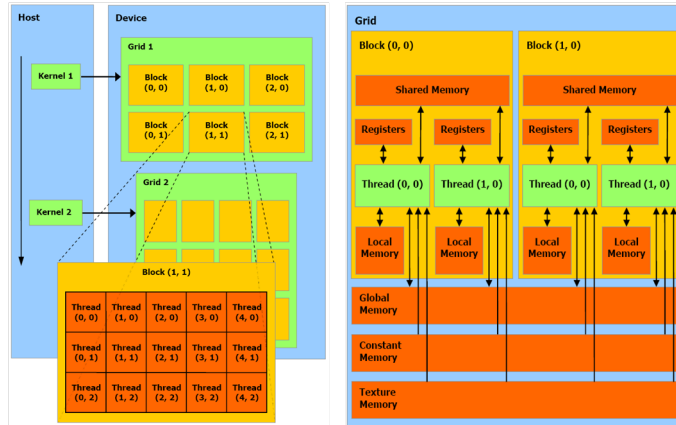 Host
Device
Grid 1
Kernel 1
Block
(0, 0)
Block
(1, 0)
Block
(2, 0)
Block
(0, 1)
Block
(1, 1)
Block
(2, 1)
Grid 2
Kernel 2
Block (1, 1)
Thread
(0, 0)
Thread
(1, 0)
Thread
(2, 0)
Thread
(3, 0)
Thread
(4, 0)
Thread
(0, 1)
Thread
(1, 1)
Thread
(2, 1)
Thread
(3, 1)
Thread
(4, 1)
Thread
(0, 2)
Thread
(1, 2)
Thread
(2, 2)
Thread
(3, 2)
Thread
(4, 2)
Grid
Block (0, 0)
Shared Memory
Registers
Registers
Thread (0, 0)
Thread (1, 0)
Local
Memory
Local
Memory
Block (1, 0)
Shared Memory
Registers
Registers
Thread (0, 0)
Thread (1, 0)
Local
Memory
Local
Memory
Global
Memory
Constant
Memory
Texture
Memory